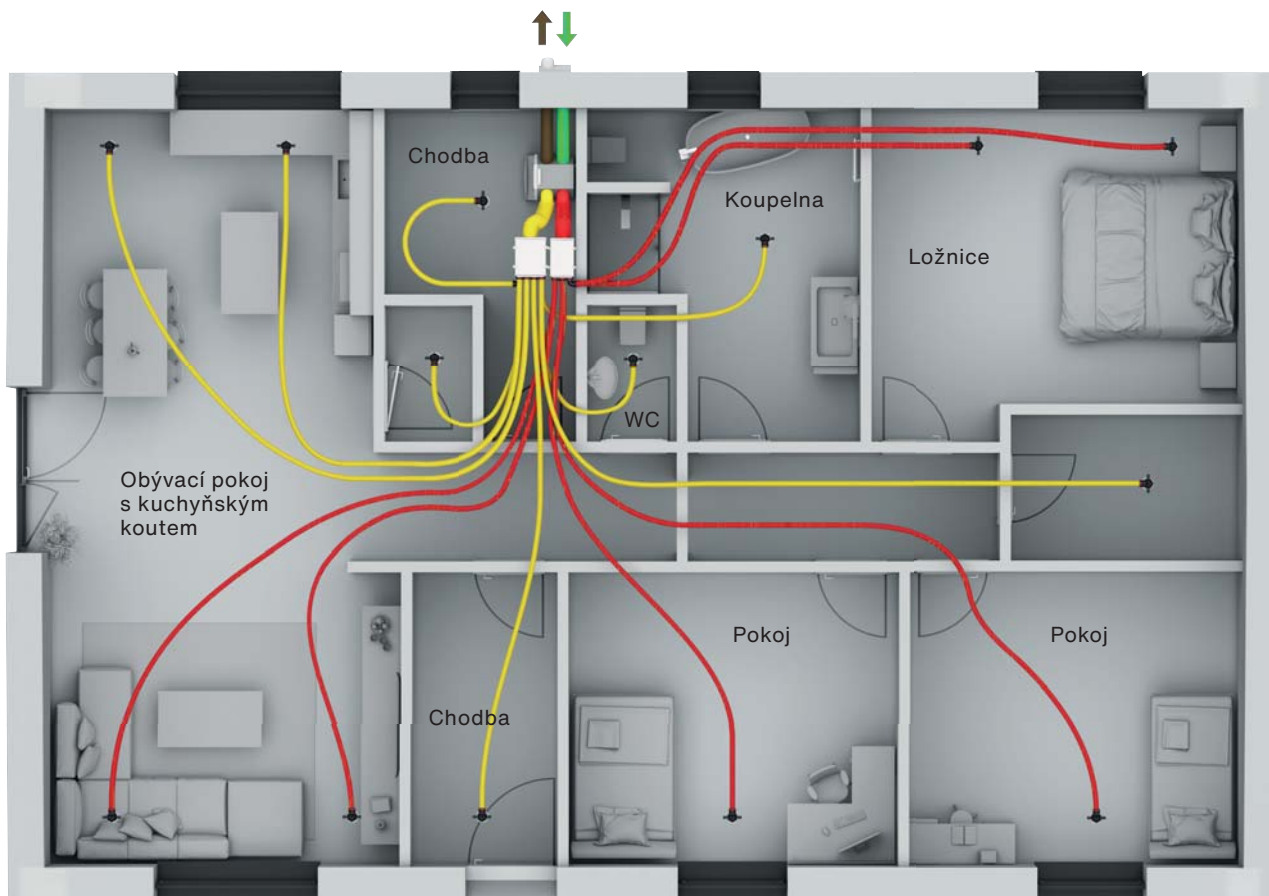 Chodba
Koupelna
Ložnice
WC
Obývací pokoj
s kuchyňským
koutem
Pokoj
Pokoj
Chodba